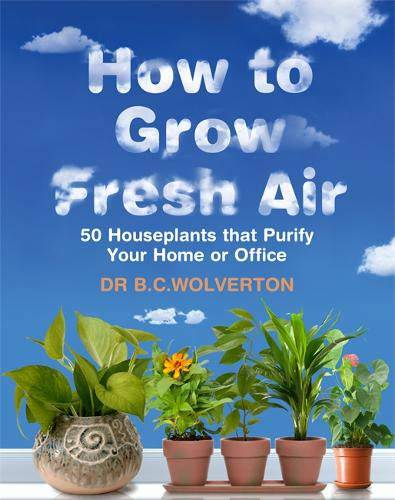 How to
Grow
Fresh Air
50 Houseplants that Purify
Your Home or Office
DR B.C.WOLVERTON